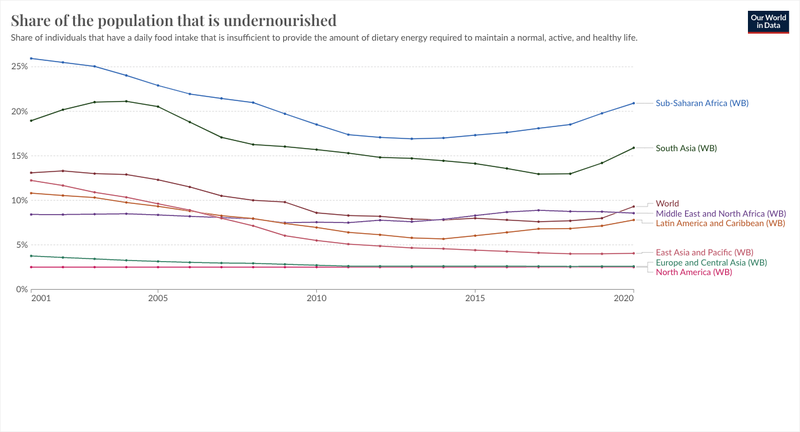 Share of the population that is undernourished
Our World
in Data
Share of individuals that have a daily food intake that is insufficient to provide the amount of dietary energy required to maintain a normal, active, and healthy life.
25%
20%
15%
10%
5%
0%
Sub-Saharan Africa (WB)
South Asia (WB)
World
Middle East and North Africa (WB)
Latin America and Caribbean (WB)
East Asia and Pacific (WB)
Europe and Central Asia (WB)
North America (WB)
2001
2005
2010
2015
2020